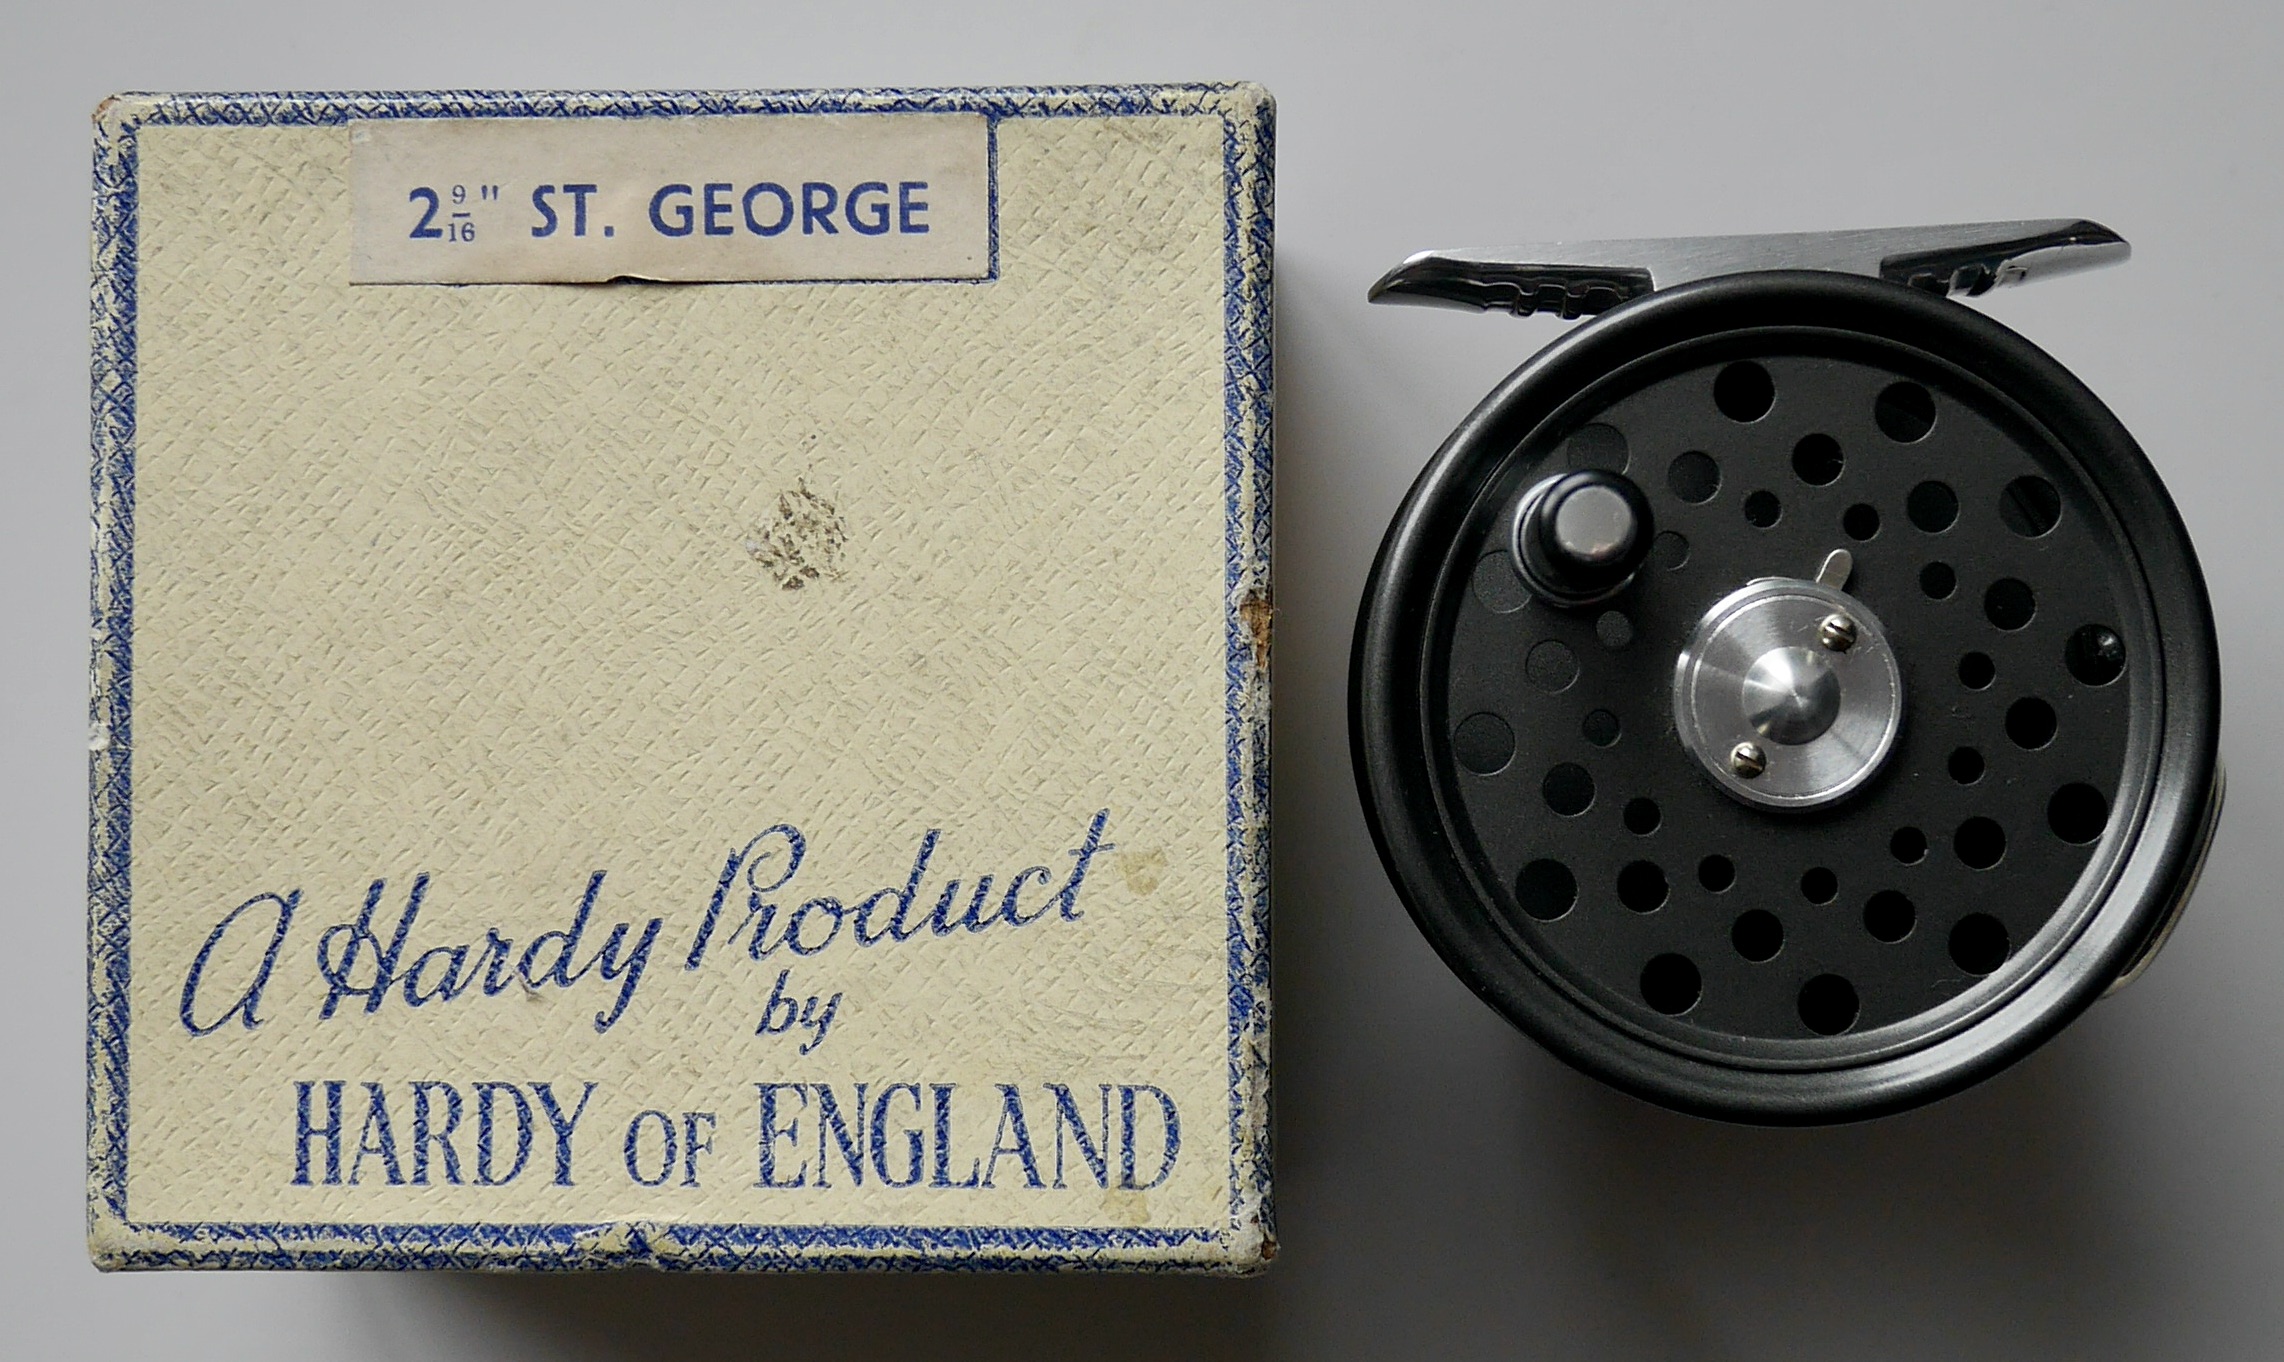 2 9/16" ST. GEORGE
A Hardy Product
by
HARDY OF ENGLAND